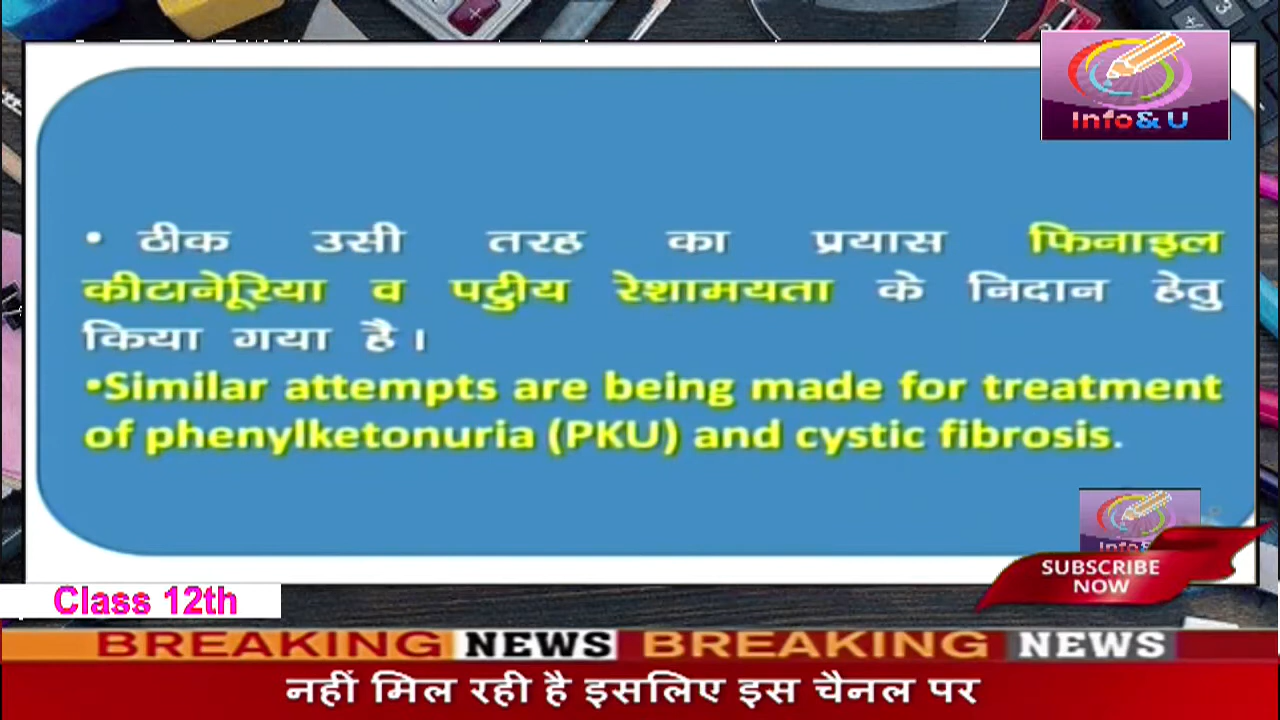 Info & U
• ठीक उसी तरह का प्रयास फिनाइल
कीटानेूरिया व पटुीय रेशामयता के निदान हेतु
किया गया है ।
•Similar attempts are being made for treatment
of phenylketonuria (PKU) and cystic fibrosis.
SUBSCRIBE
NOW
Class 12th
BREAKING NEWS BREAKING NEWS
नहीं मिल रही है इसलिए इस चैनल पर